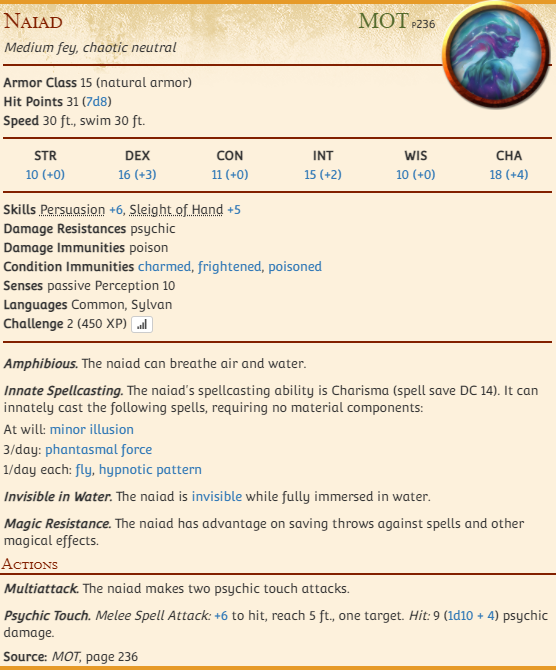 Naiad
MOT p236
Medium fey, chaotic neutral
Armor Class 15 (natural armor)
Hit Points 31 (7d8)
Speed 30 ft., swim 30 ft.
STR DEX CON INT WIS CHA
10 (+0) 16 (+3) 11 (+0) 15 (+2) 10 (+0) 18 (+4)
Skills Persuasion +6, Sleight of Hand +5
Damage Resistances psychic
Damage Immunities poison
Condition Immunities charmed, frightened, poisoned
Senses passive Perception 10
Languages Common, Sylvan
Challenge 2 (450 XP)
Amphibious. The naiad can breathe air and water.
Innate Spellcasting. The naiad's spellcasting ability is Charisma (spell save DC 14). It can
innately cast the following spells, requiring no material components:
At will: minor illusion
3/day: phantasmal force
1/day each: fly, hypnotic pattern
Invisible in Water. The naiad is invisible while fully immersed in water.
Magic Resistance. The naiad has advantage on saving throws against spells and other
magical effects.
Actions
Multiattack. The naiad makes two psychic touch attacks.
Psychic Touch. Melee Spell Attack: +6 to hit, reach 5 ft., one target. Hit: 9 (1d10 + 4) psychic
damage.
Source: MOT, page 236